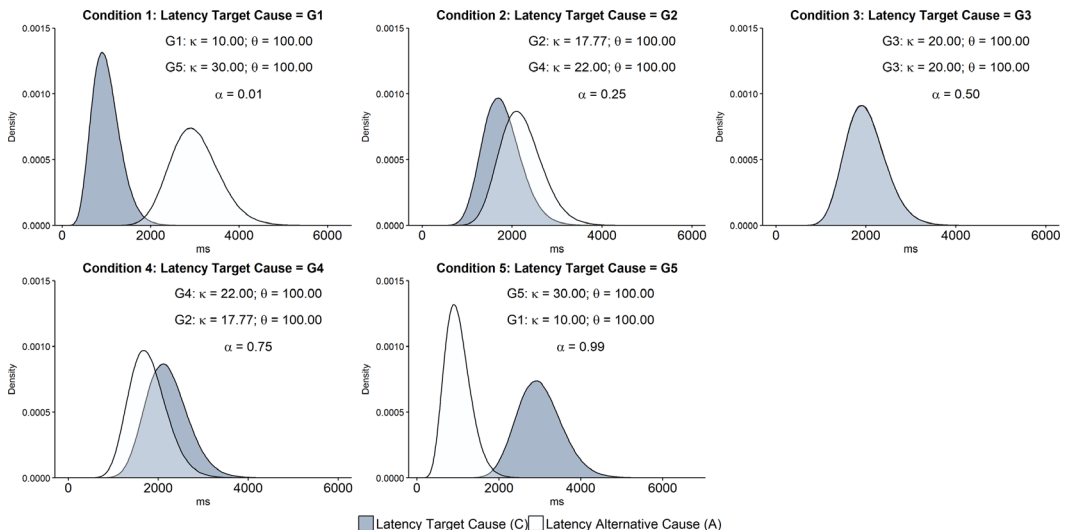 Condition 1: Latency Target Cause = G1
0.0015
0.0010
0.0005
0.0000
Density
G1: κ = 10.00; θ = 100.00
G5: κ = 30.00; θ = 100.00
α = 0.01
0 2000 4000 6000
ms
Condition 2: Latency Target Cause = G2
0.0015
0.0010
0.0005
0.0000
Density
G2: κ = 17.77; θ = 100.00
G4: κ = 22.00; θ = 100.00
α = 0.25
0 2000 4000 6000
ms
Condition 3: Latency Target Cause = G3
0.0015
0.0010
0.0005
0.0000
Density
G3: κ = 20.00; θ = 100.00
G3: κ = 20.00; θ = 100.00
α = 0.50
0 2000 4000 6000
ms
Condition 4: Latency Target Cause = G4
0.0015
0.0010
0.0005
0.0000
Density
G4: κ = 22.00; θ = 100.00
G2: κ = 17.77; θ = 100.00
α = 0.75
0 2000 4000 6000
ms
Condition 5: Latency Target Cause = G5
0.0015
0.0010
0.0005
0.0000
Density
G5: κ = 30.00; θ = 100.00
G1: κ = 10.00; θ = 100.00
α = 0.99
0 2000 4000 6000
ms
Latency Target Cause (C) Latency Alternative Cause (A)